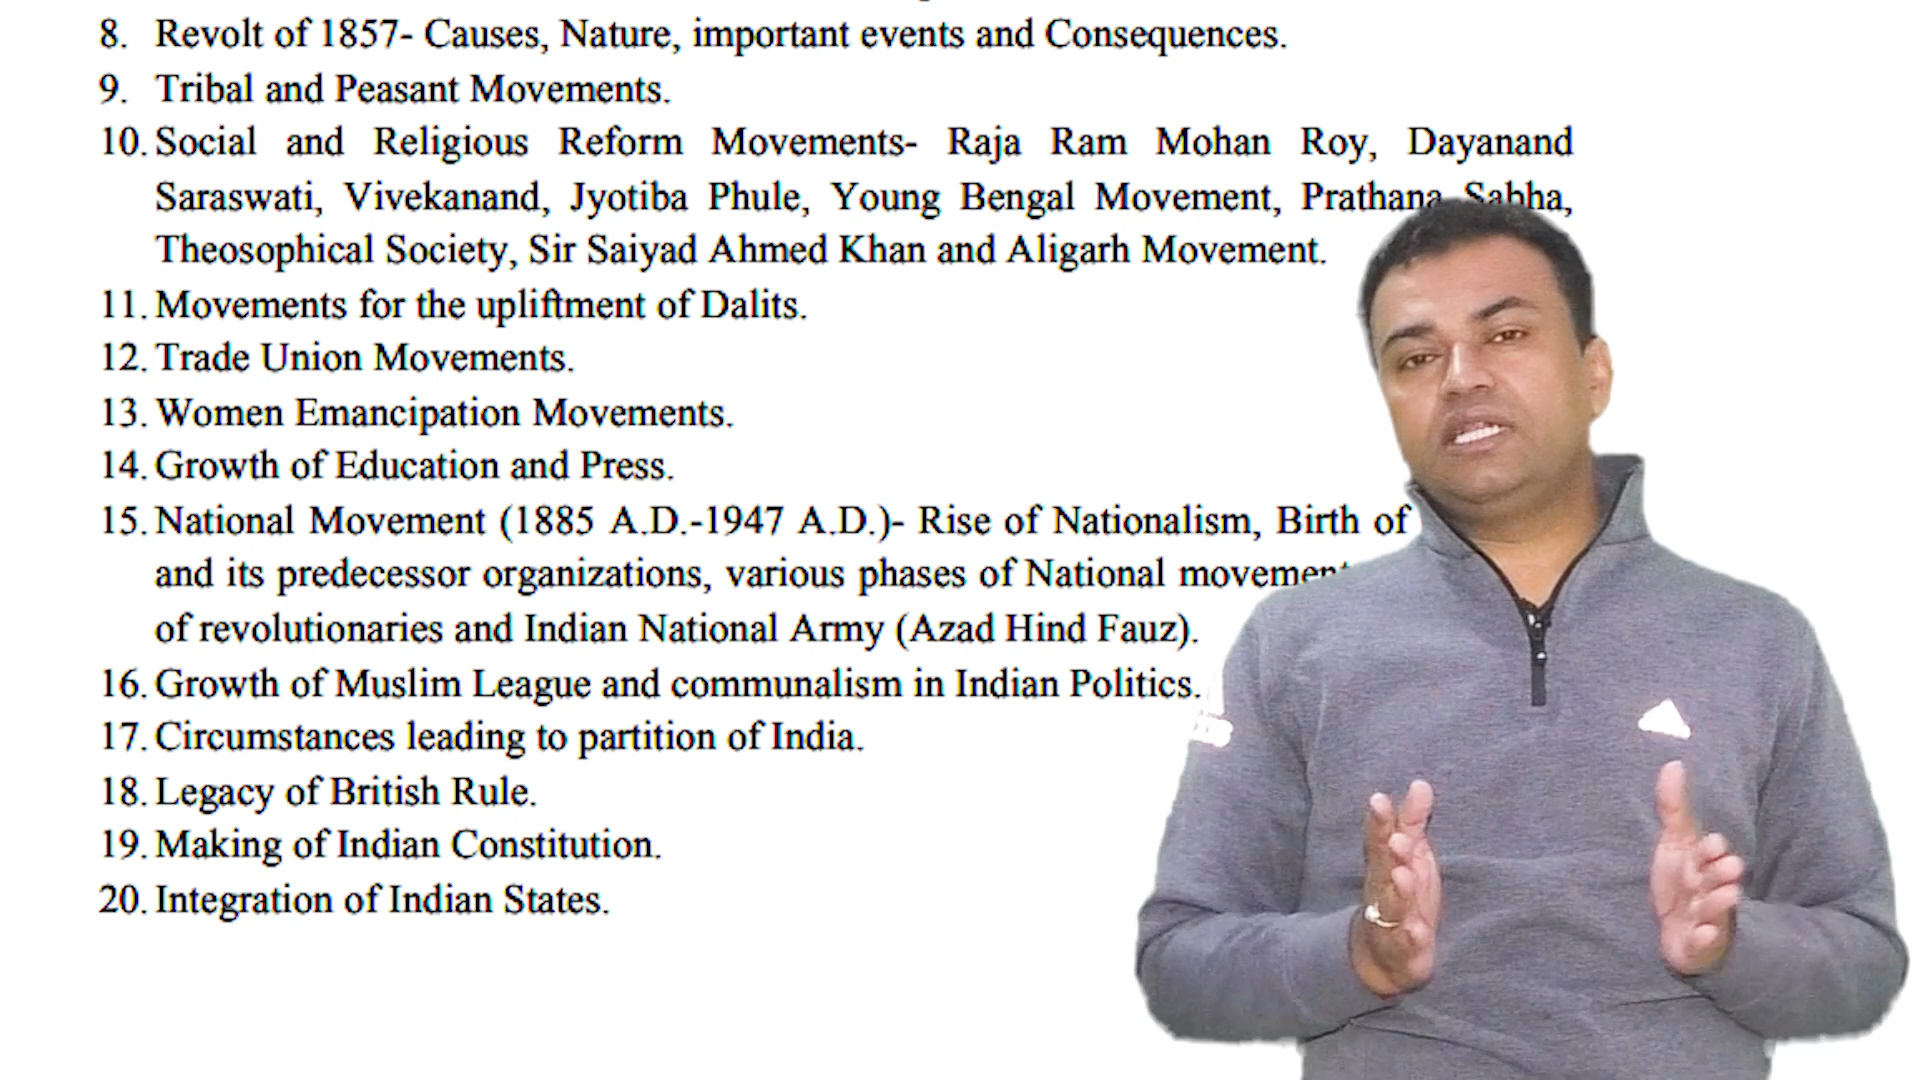 8. Revolt of 1857- Causes, Nature, important events and Consequences.
9. Tribal and Peasant Movements.
10. Social and Religious Reform Movements- Raja Ram Mohan Roy, Dayanand
Saraswati, Vivekanand, Jyotiba Phule, Young Bengal Movement, Prathana Sabha,
Theosophical Society, Sir Saiyad Ahmed Khan and Aligarh Movement.
11. Movements for the upliftment of Dalits.
12. Trade Union Movements.
13. Women Emancipation Movements.
14. Growth of Education and Press.
15. National Movement (1885 A.D.-1947 A.D.)- Rise of Nationalism, Birth of
and its predecessor organizations, various phases of National
of revolutionaries and Indian National Army (Azad Hind Fauz).
16. Growth of Muslim League and communalism in Indian Politics.
17. Circumstances leading to partition of India.
18. Legacy of British Rule.
19. Making of Indian Constitution.
20. Integration of Indian States.